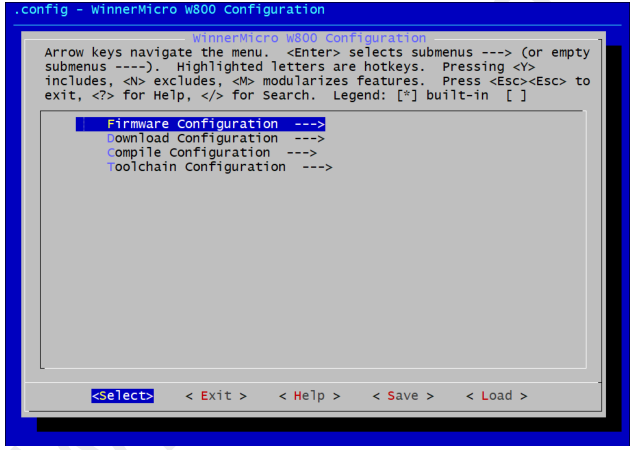 .config - WinnerMicro W800 Configuration
WinnerMicro W800 Configuration
Arrow keys navigate the menu.  <Enter> selects submenus ---> (or empty
submenus ----).  Highlighted letters are hotkeys.  Pressing <Y>
includes, <N> excludes, <M> modularizes features.  Press <Esc><Esc> to
exit, <?> for Help, </> for Search.  Legend: [*] built-in  [ ]
Firmware Configuration  --->
Download Configuration  --->
Compile Configuration  --->
Toolchain Configuration  --->
<Select>    < Exit >    < Help >    < Save >    < Load >